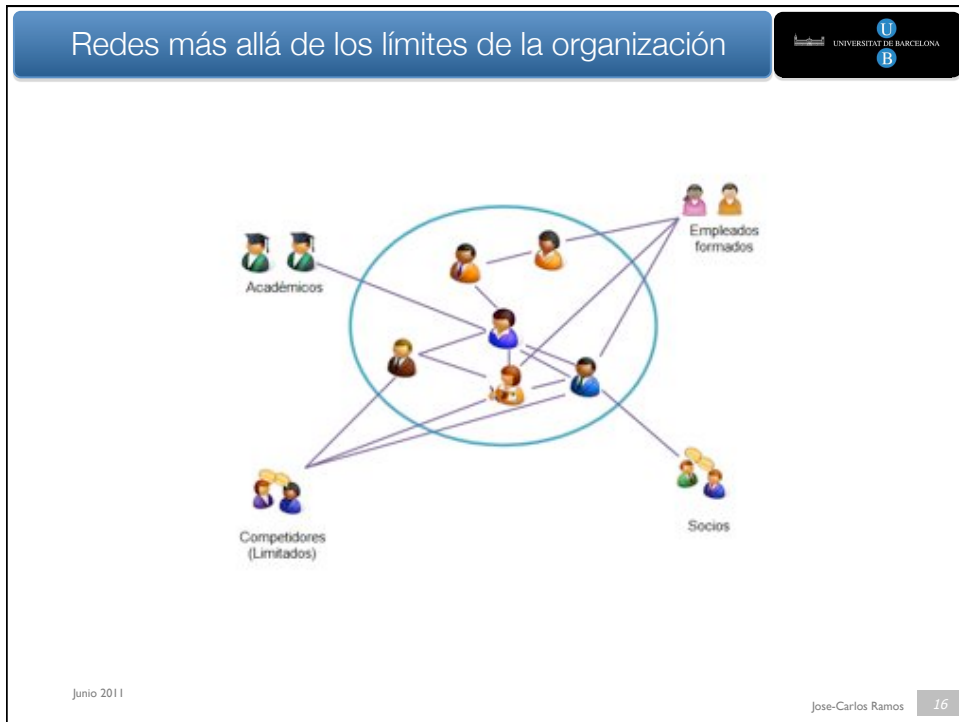 Redes más allá de los límites de la organización
U
UNIVERSITAT DE BARCELONA
B
Empleados
formados
Académicos
Socios
Competidores
(Limitados)
Junio 2011
Jose-Carlos Ramos
16